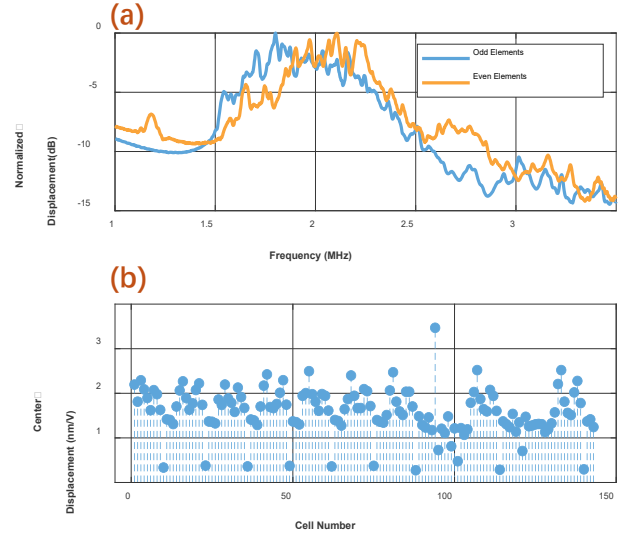 (a)
0
-5
-10
-15
Normalized□
Displacement(dB)
Odd Elements
Even Elements
1
1.5
2
2.5
3
Frequency (MHz)
(b)
3
2
1
Center□
Displacement (nm/V)
0
50
100
150
Cell Number